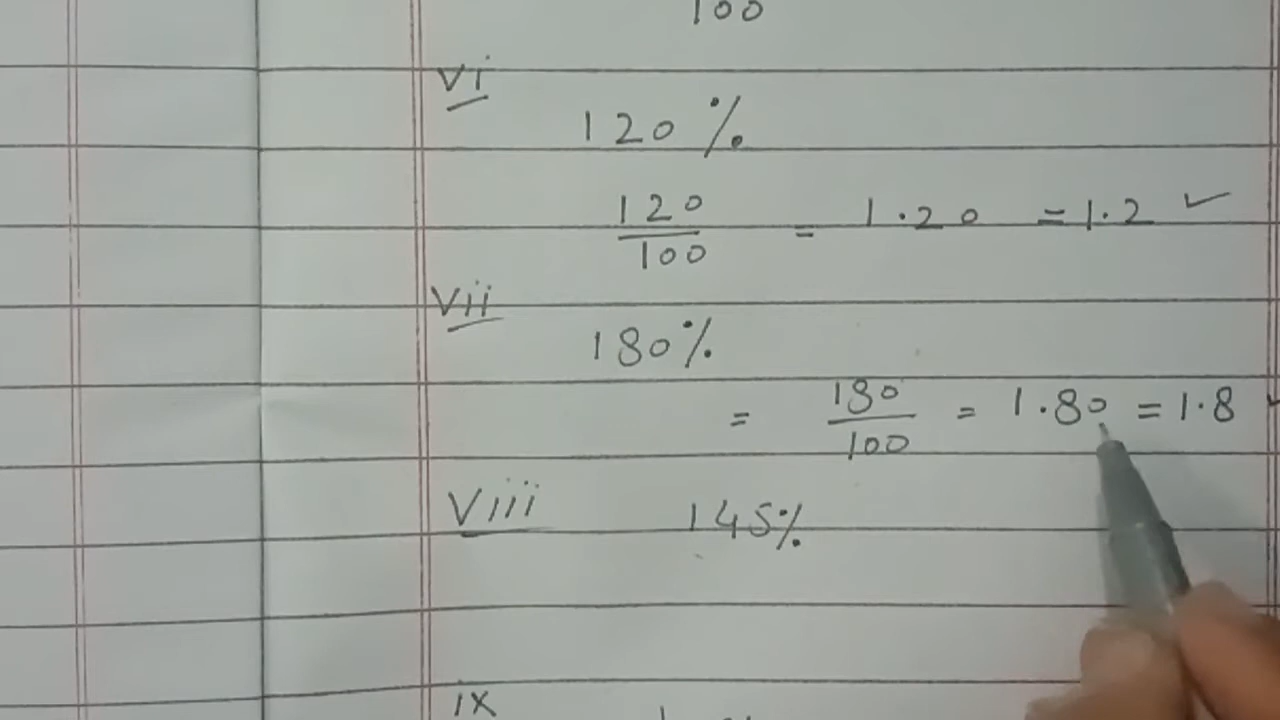 100
vi
120 %
120/100 = 1.20 = 1.2 ✓
vii
180%
= 180/100 = 1.80 = 1.8
viii 145%
ix